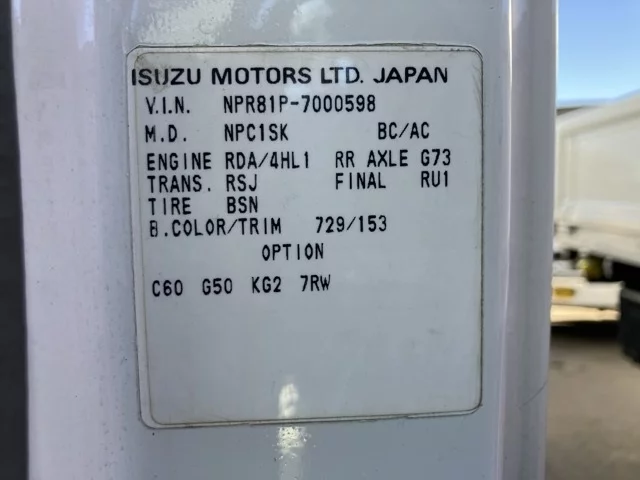 ISUZU MOTORS LTD. JAPAN
V.I.N. NPR81P-7000598
M.D. NPC1SK BC/AC
ENGINE RDA/4HL1 RR AXLE G73
TRANS. RSJ FINAL RU1
TIRE BSN
B.COLOR/TRIM 729/153
OPTION
C60 G50 KG2 7RW